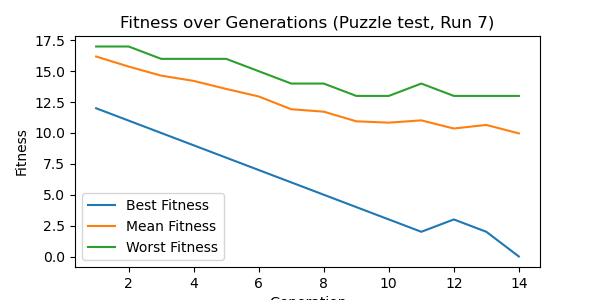 Fitness over Generations (Puzzle test, Run 7)
17.5
15.0
12.5
10.0
7.5
5.0
2.5
0.0
Fitness
Best Fitness
Mean Fitness
Worst Fitness
2 4 6 8 10 12 14
Generation